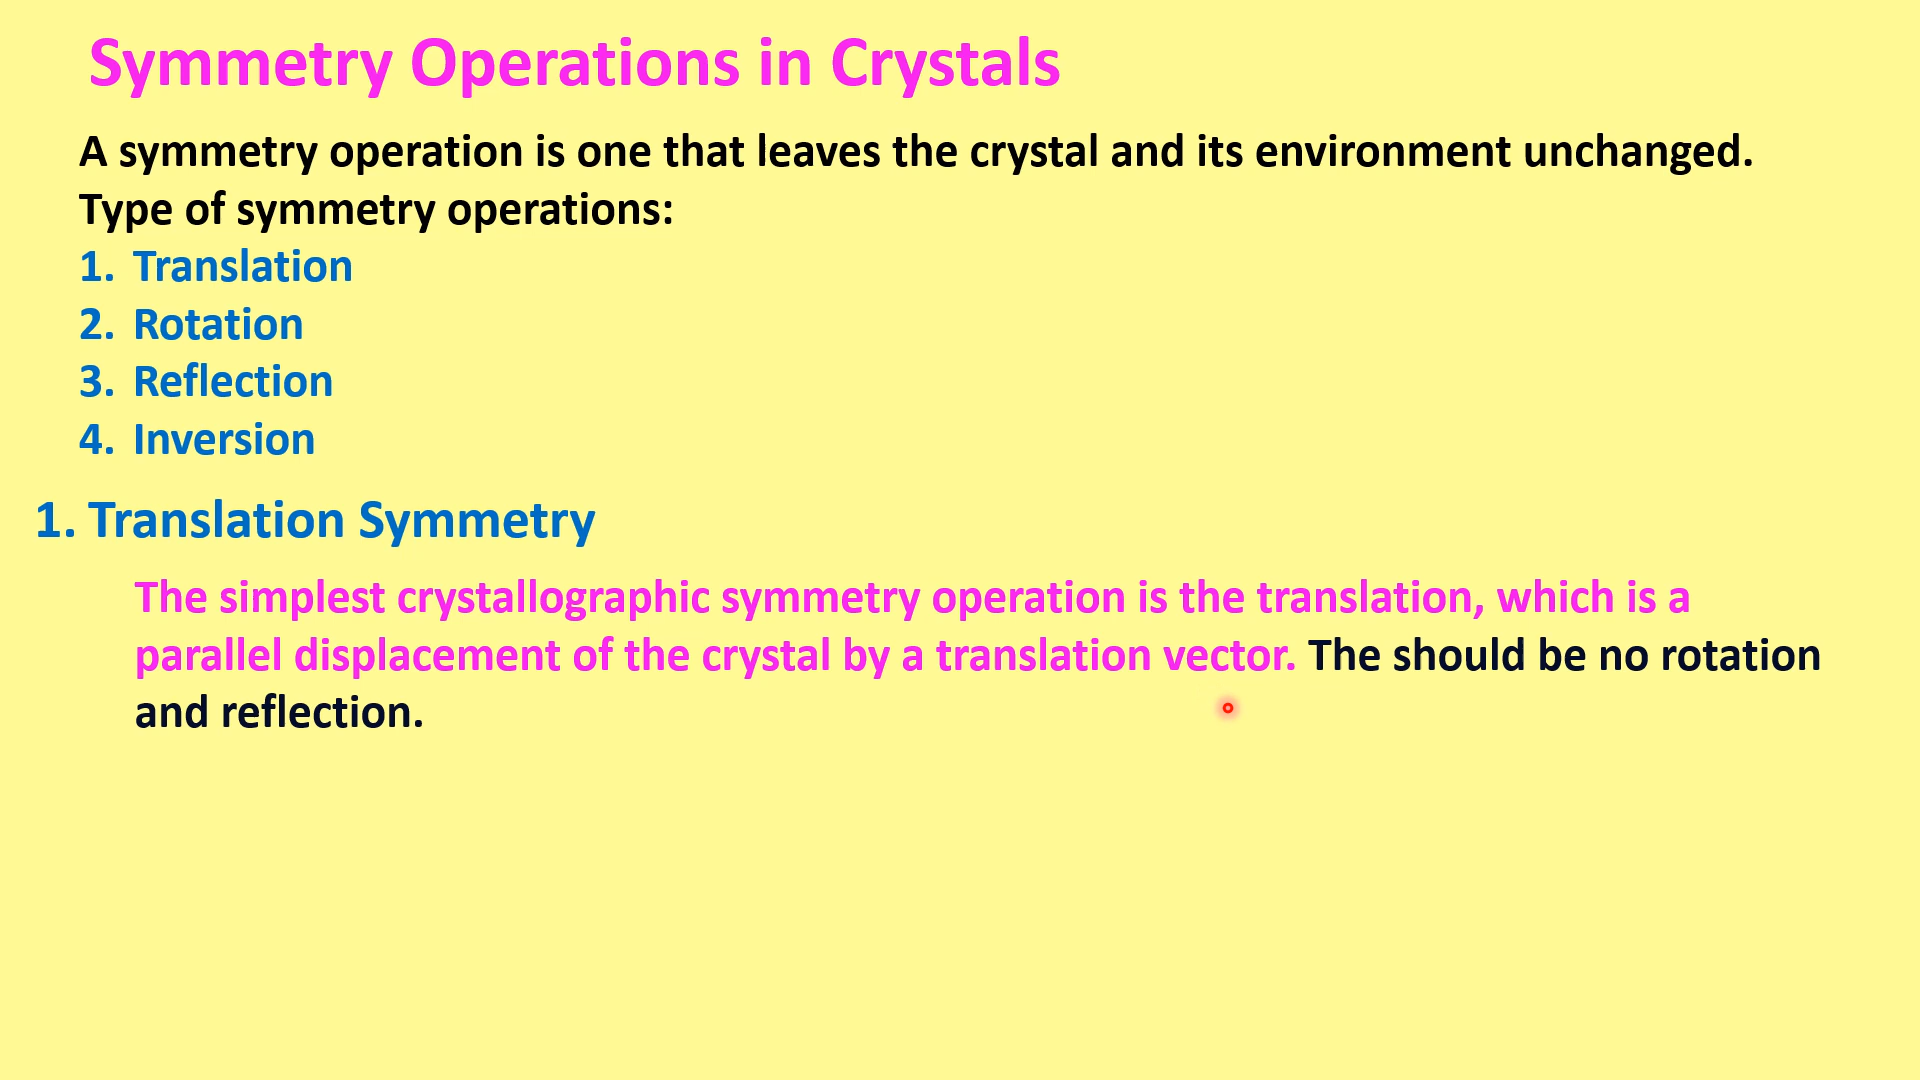 Symmetry Operations in Crystals
A symmetry operation is one that leaves the crystal and its environment unchanged.
Type of symmetry operations:
1. Translation
2. Rotation
3. Reflection
4. Inversion
1. Translation Symmetry
The simplest crystallographic symmetry operation is the translation, which is a
parallel displacement of the crystal by a translation vector. The should be no rotation
and reflection.